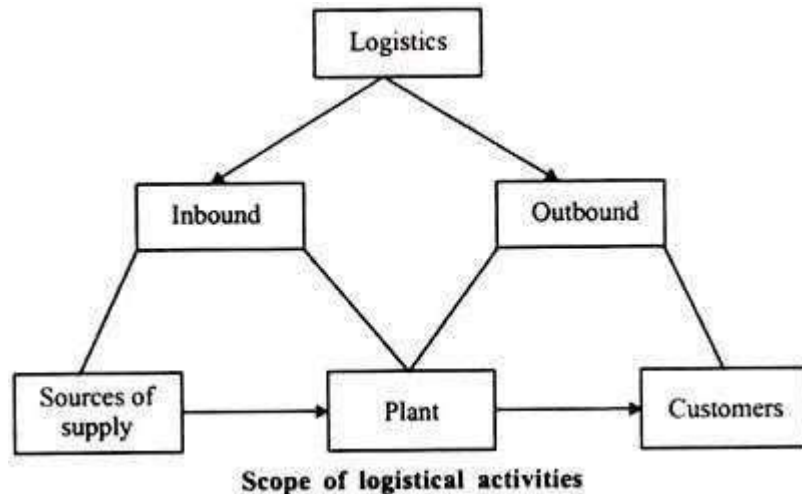 Logistics
Inbound
Outbound
Sources of
supply
Plant
Customers
Scope of logistical activities